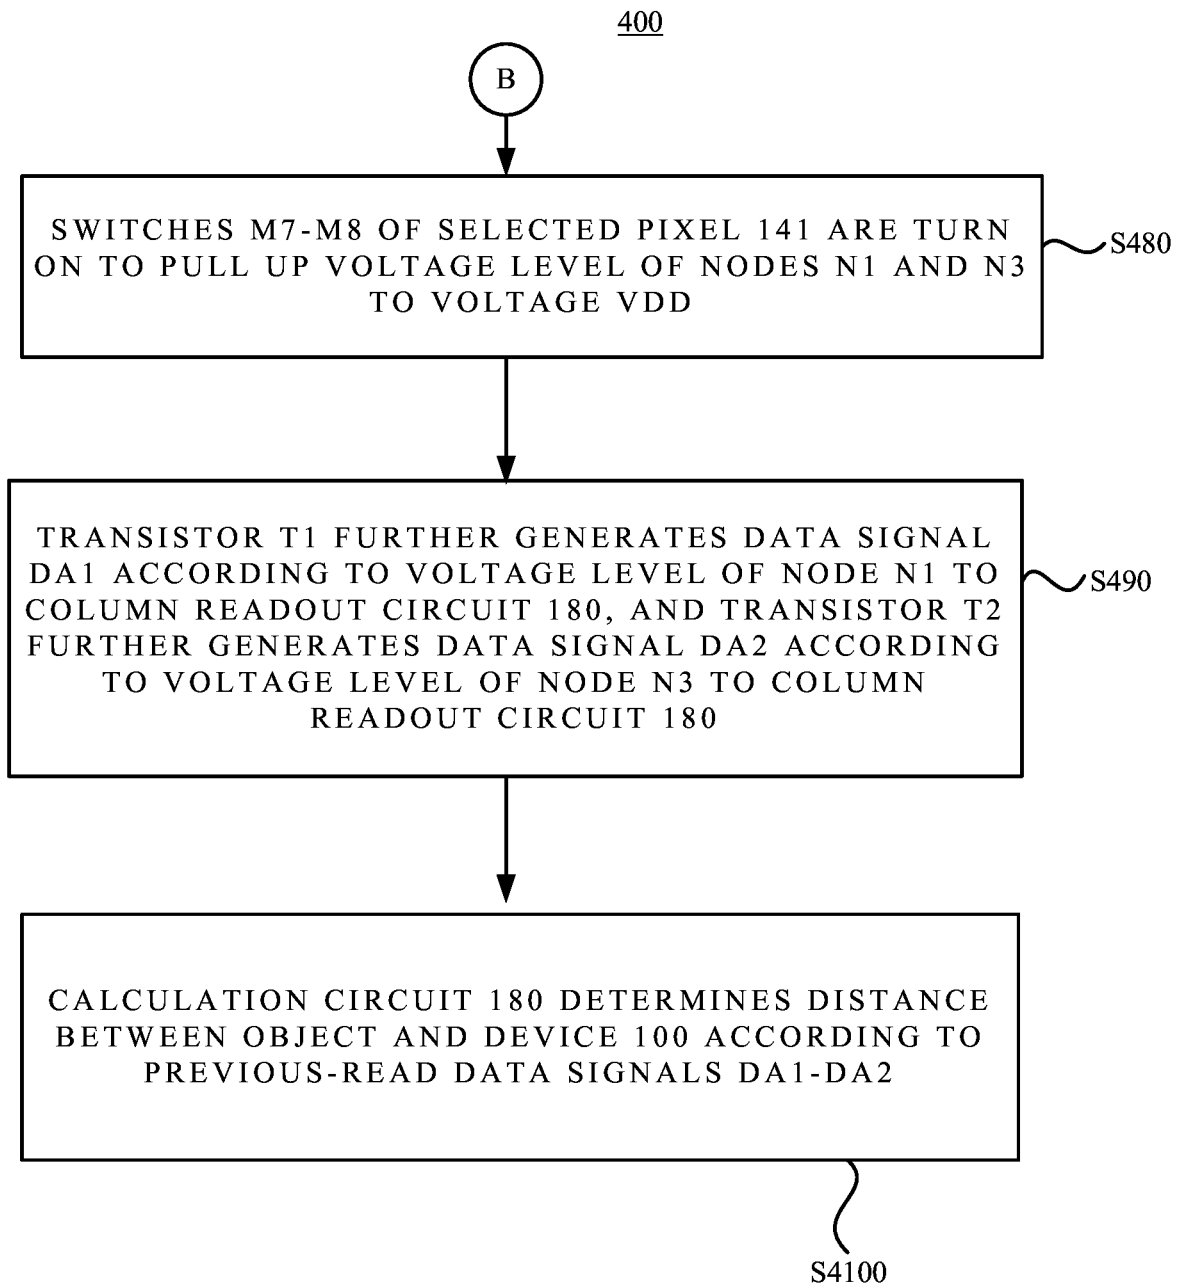 400
B
SWITCHES M7-M8 OF SELECTED PIXEL 141 ARE TURN
ON TO PULL UP VOLTAGE LEVEL OF NODES N1 AND N3
TO VOLTAGE VDD
S480
TRANSISTOR T1 FURTHER GENERATES DATA SIGNAL
DA1 ACCORDING TO VOLTAGE LEVEL OF NODE N1 TO
COLUMN READOUT CIRCUIT 180, AND TRANSISTOR T2
FURTHER GENERATES DATA SIGNAL DA2 ACCORDING
TO VOLTAGE LEVEL OF NODE N3 TO COLUMN
READOUT CIRCUIT 180
S490
CALCULATION CIRCUIT 180 DETERMINES DISTANCE
BETWEEN OBJECT AND DEVICE 100 ACCORDING TO
PREVIOUS-READ DATA SIGNALS DA1-DA2
S4100